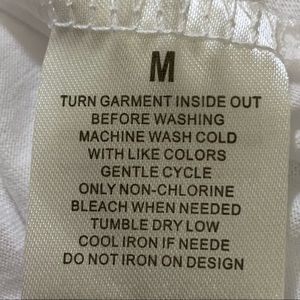 M
TURN GARMENT INSIDE OUT
BEFORE WASHING
MACHINE WASH COLD
WITH LIKE COLORS
GENTLE CYCLE
ONLY NON-CHLORINE
BLEACH WHEN NEEDED
TUMBLE DRY LOW
COOL IRON IF NEEDE
DO NOT IRON ON DESIGN